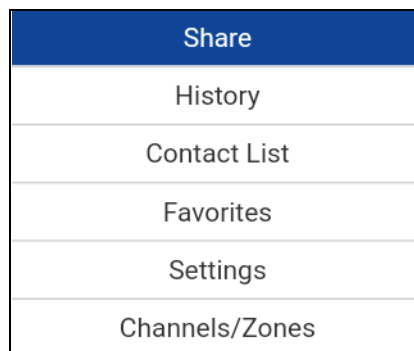 Share
History
Contact List
Favorites
Settings
Channels/Zones